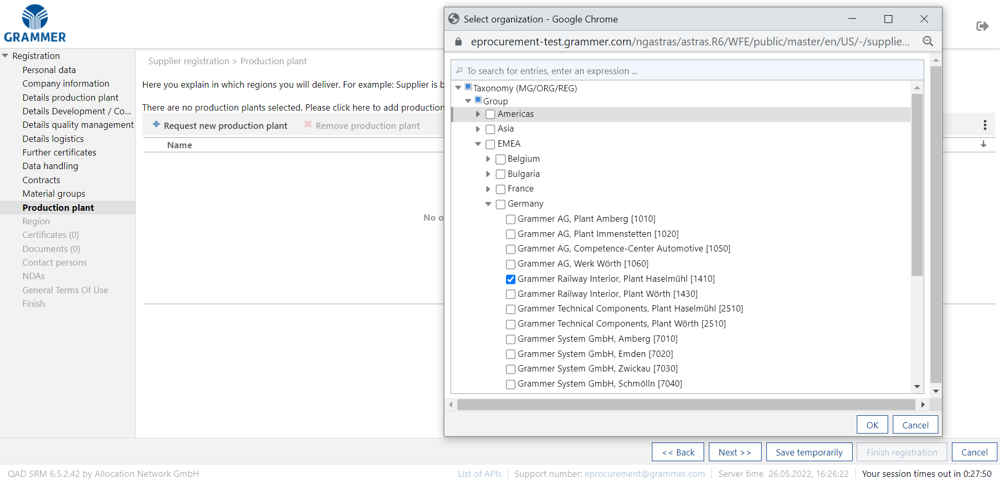 GRAMMER
Registration
Personal data
Company information
Details production plant
Details Development / Co...
Details quality management
Details logistics
Further certificates
Data handling
Contracts
Material groups
Production plant
Region
Certificates (0)
Documents (0)
Contact persons
NDAs
General Terms Of Use
Finish
Supplier registration > Production plant
Here you explain in which regions you will deliver. For example: Supplier is b
There are no production plants selected. Please click here to add production
Request new production plant Remove production plant
Name
No o
Select organization - Google Chrome
eprocurement-test.grammer.com/ngastras/astras.R6/WFE/public/master/en/US/-/supplie...
To search for entries, enter an expression ...
Taxonomy (MG/ORG/REG)
Group
Americas
Asia
EMEA
Belgium
Bulgaria
France
Germany
Grammer AG, Plant Amberg [1010]
Grammer AG, Plant Immenstetten [1020]
Grammer AG, Competence-Center Automotive [1050]
Grammer AG, Werk Wörth [1060]
Grammer Railway Interior, Plant Haselmühl [1410]
Grammer Railway Interior, Plant Wörth [1430]
Grammer Technical Components, Plant Haselmühl [2510]
Grammer Technical Components, Plant Wörth [2510]
Grammer System GmbH, Amberg [7010]
Grammer System GmbH, Emden [7020]
Grammer System GmbH, Zwickau [7030]
Grammer System GmbH, Schmölln [7040]
OK Cancel
<< Back Next >> Save temporarily Finish registration Cancel
QAD SRM 6.5.2.42 by Allocation Network GmbH List of APIs Support number: eprocurement@grammer.com Server time 26.05.2022, 16:26:22 Your session times out in 0:27:50